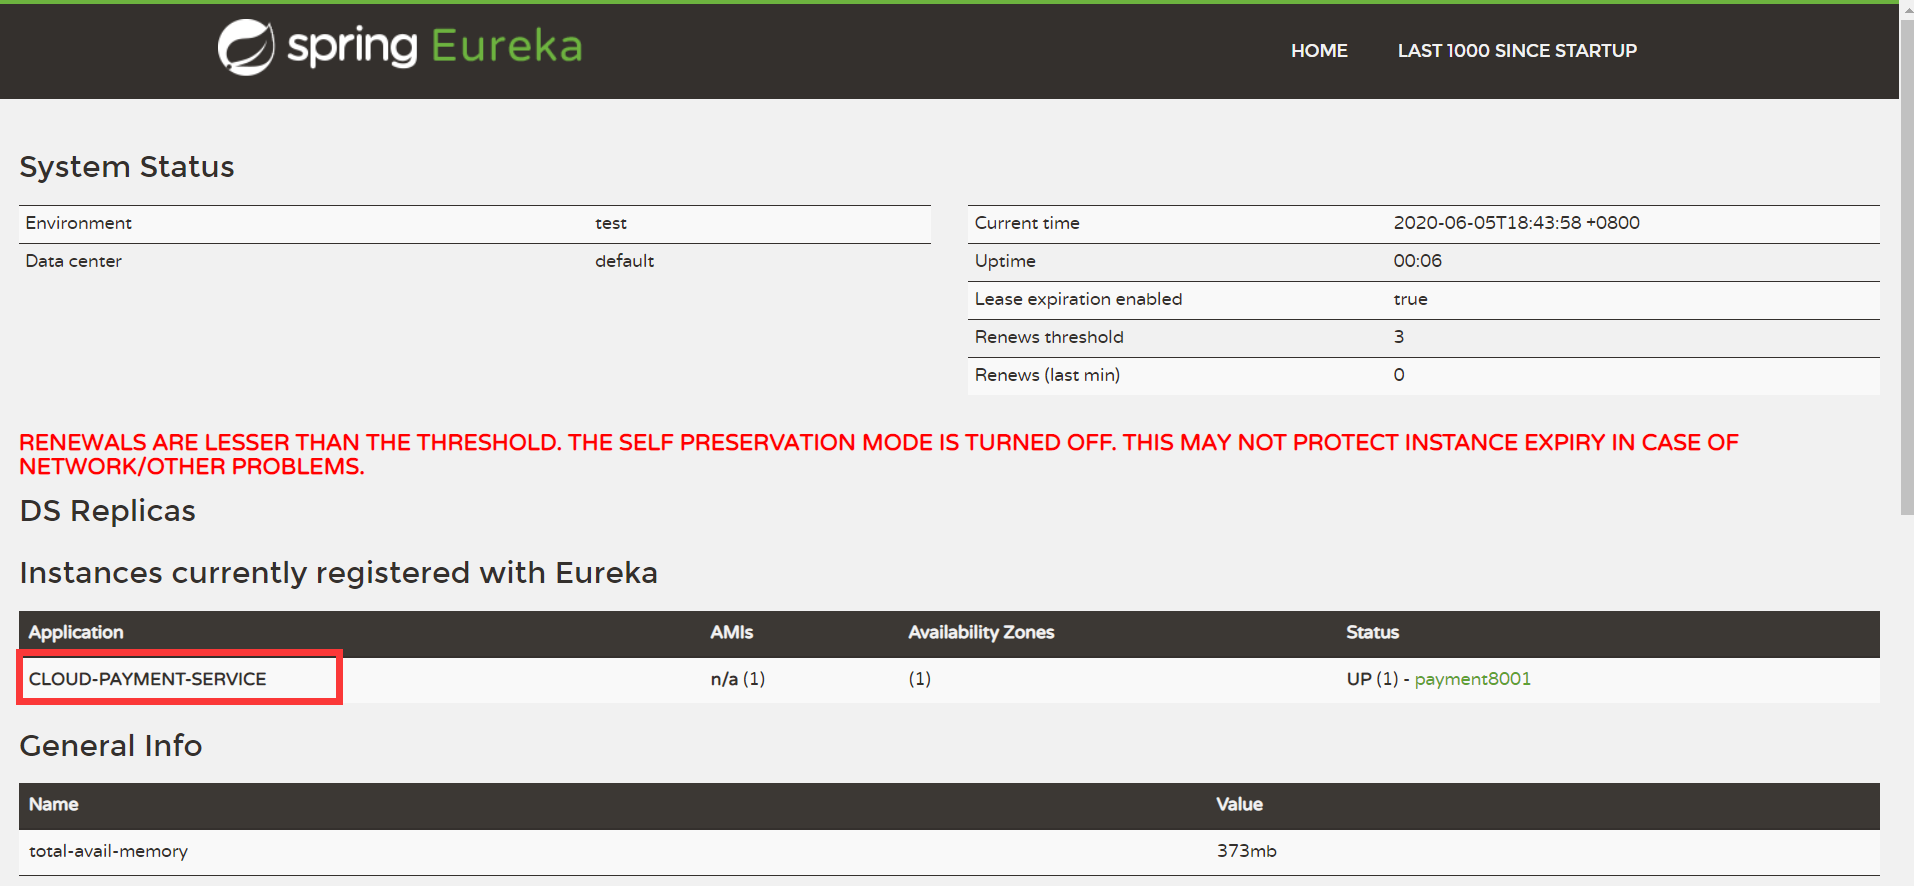 spring Eureka
HOME LAST 1000 SINCE STARTUP
System Status
Environment test
Data center default
Current time 2020-06-05T18:43:58 +0800
Uptime 00:06
Lease expiration enabled true
Renews threshold 3
Renews (last min) 0
RENEWALS ARE LESSER THAN THE THRESHOLD. THE SELF PRESERVATION MODE IS TURNED OFF. THIS MAY NOT PROTECT INSTANCE EXPIRY IN CASE OF
NETWORK/OTHER PROBLEMS.
DS Replicas
Instances currently registered with Eureka
Application AMIs Availability Zones Status
CLOUD-PAYMENT-SERVICE n/a (1) (1) UP (1) - payment8001
General Info
Name Value
total-avail-memory 373mb